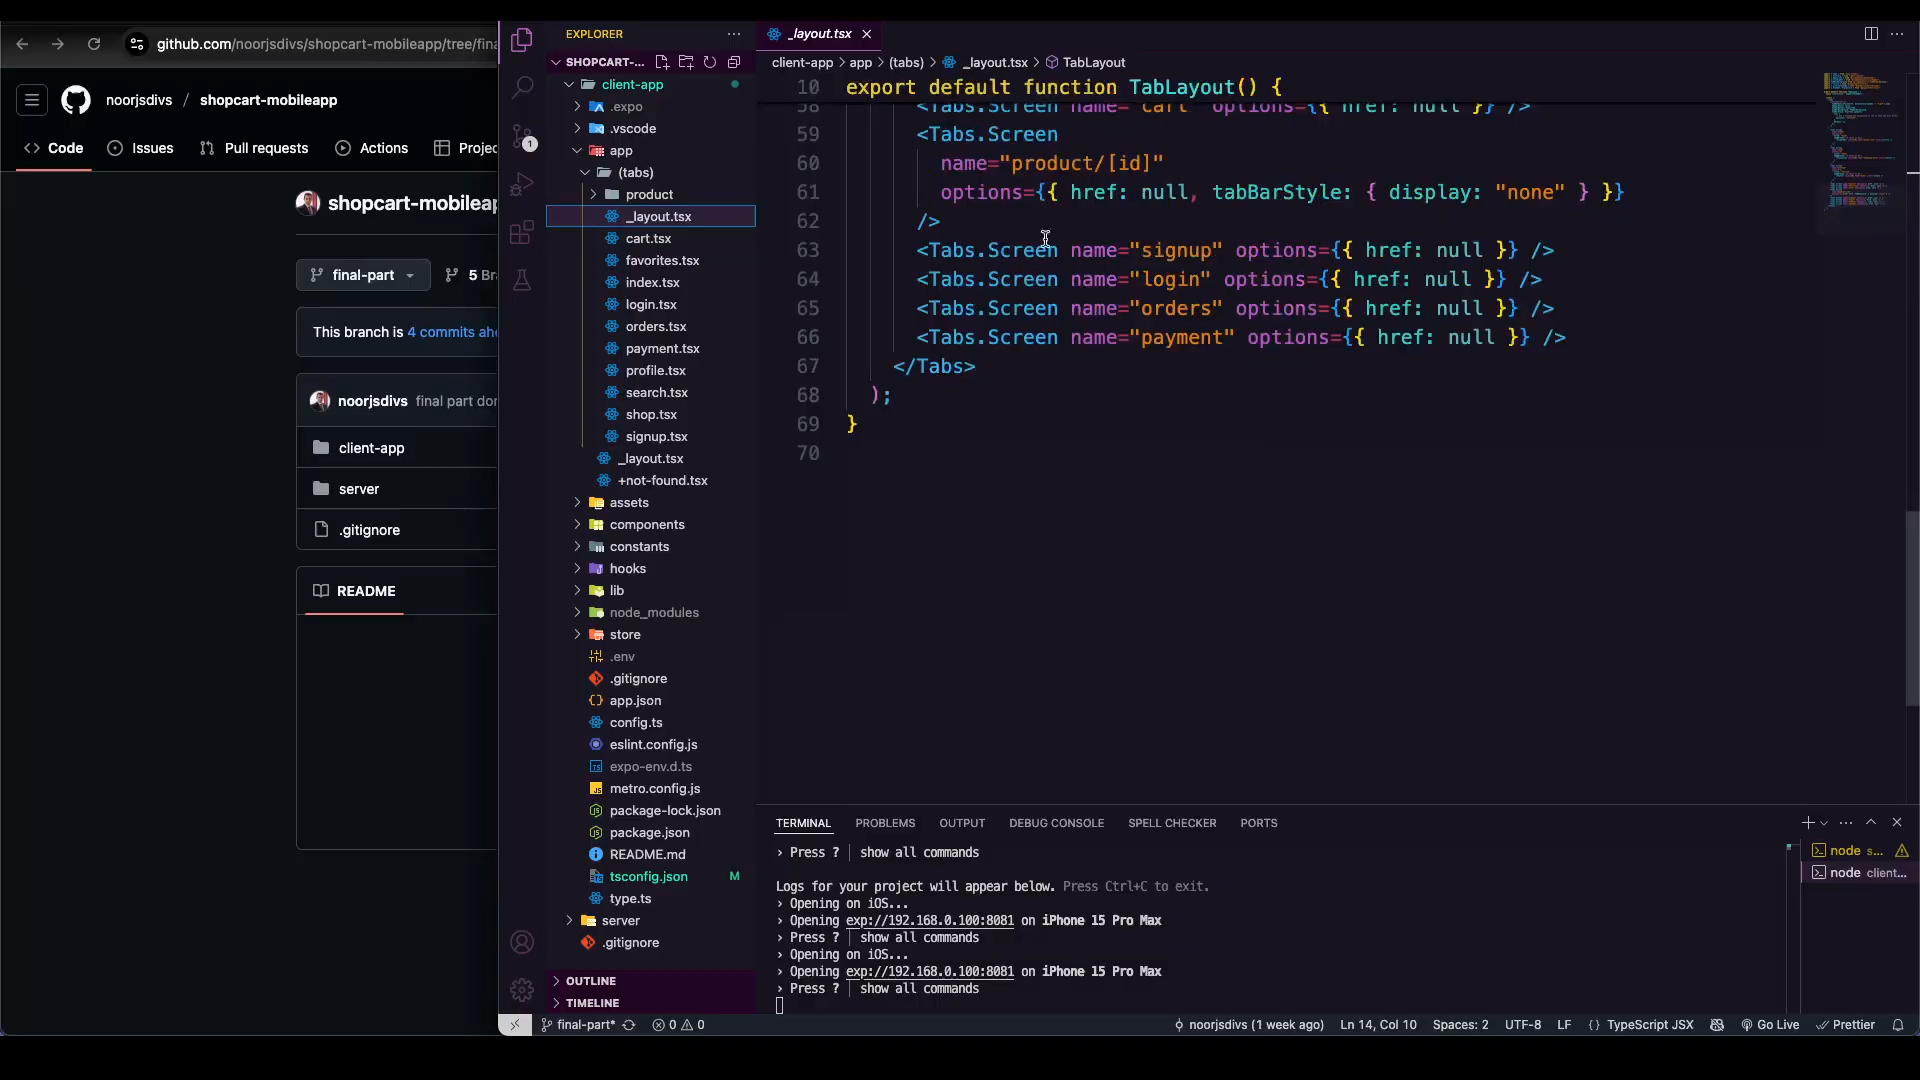 github.com/noorjsdivs/shopcart-mobileapp/tree/fina
noorjsdivs / shopcart-mobileapp
Code
Issues
Pull requests
Actions
Projec
shopcart-mobileap
final-part
5 Bra
This branch is 4 commits ahe
noorjsdivs final part don
client-app
server
.gitignore
README
EXPLORER
SHOPCART-...
client-app
.expo
.vscode
app
(tabs)
product
_layout.tsx
cart.tsx
favorites.tsx
index.tsx
login.tsx
orders.tsx
payment.tsx
profile.tsx
search.tsx
shop.tsx
signup.tsx
_layout.tsx
+not-found.tsx
assets
components
constants
hooks
lib
node_modules
store
.env
.gitignore
app.json
config.ts
eslint.config.js
expo-env.d.ts
metro.config.js
package-lock.json
package.json
README.md
tsconfig.json M
type.ts
server
.gitignore
OUTLINE
TIMELINE
1
_layout.tsx
client-app > app > (tabs) > _layout.tsx > TabLayout
10 export default function TabLayout() {
58 <Tabs.Screen name="cart" options={{ href: null }} />
59 <Tabs.Screen
60 name="product/[id]"
61 options={{ href: null, tabBarStyle: { display: "none" } }}
62 />
63 <Tabs.Screen name="signup" options={{ href: null }} />
64 <Tabs.Screen name="login" options={{ href: null }} />
65 <Tabs.Screen name="orders" options={{ href: null }} />
66 <Tabs.Screen name="payment" options={{ href: null }} />
67 </Tabs>
68 );
69 }
70
TERMINAL PROBLEMS OUTPUT DEBUG CONSOLE SPELL CHECKER PORTS
› Press ? │ show all commands
Logs for your project will appear below. Press Ctrl+C to exit.
› Opening on iOS...
› Opening exp://192.168.0.100:8081 on iPhone 15 Pro Max
› Press ? │ show all commands
› Opening on iOS...
› Opening exp://192.168.0.100:8081 on iPhone 15 Pro Max
› Press ? │ show all commands
node s...
node client...
final-part* 0 0
noorjsdivs (1 week ago) Ln 14, Col 10 Spaces: 2 UTF-8 LF {} TypeScript JSX Go Live Prettier